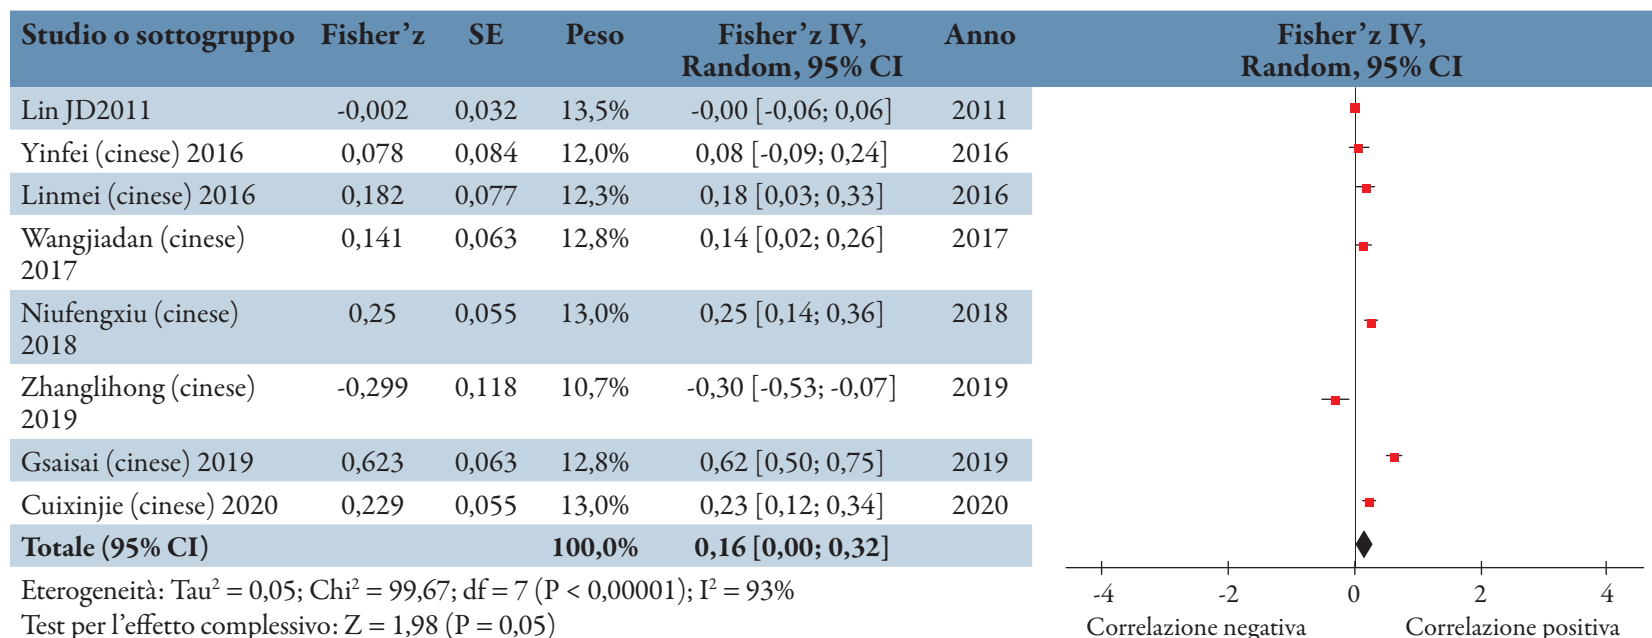 Studio o sottogruppo Fisher’z SE Peso Fisher’z IV, Anno Fisher’z IV,
Random, 95% CI Random, 95% CI
Lin JD2011 -0,002 0,032 13,5% -0,00 [-0,06; 0,06] 2011
Yinfei (cinese) 2016 0,078 0,084 12,0% 0,08 [-0,09; 0,24] 2016
Linmei (cinese) 2016 0,182 0,077 12,3% 0,18 [0,03; 0,33] 2016
Wangjiadan (cinese) 0,141 0,063 12,8% 0,14 [0,02; 0,26] 2017
2017
Niufengxiu (cinese) 0,25 0,055 13,0% 0,25 [0,14; 0,36] 2018
2018
Zhanglihong (cinese) -0,299 0,118 10,7% -0,30 [-0,53; -0,07] 2019
2019
Gsaisai (cinese) 2019 0,623 0,063 12,8% 0,62 [0,50; 0,75] 2019
Cuixinjie (cinese) 2020 0,229 0,055 13,0% 0,23 [0,12; 0,34] 2020
Totale (95% CI) 100,0% 0,16 [0,00; 0,32]
Eterogeneità: Tau² = 0,05; Chi² = 99,67; df = 7 (P < 0,00001); I² = 93%
Test per l’effetto complessivo: Z = 1,98 (P = 0,05)
-4 -2 0 2 4
Correlazione negativa Correlazione positiva